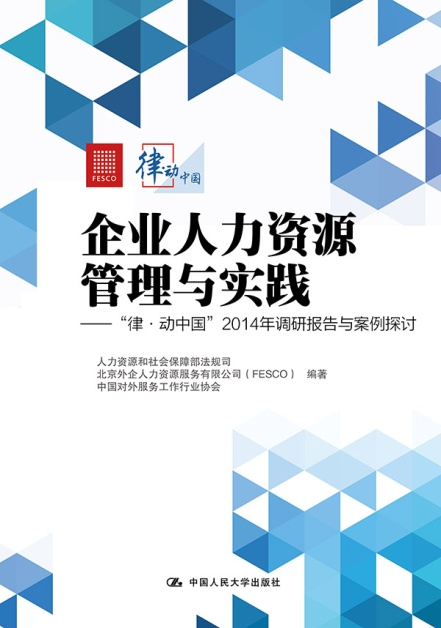 FESCO
律动中国
企业人力资源
管理与实践
——“律·动中国”2014年调研报告与案例探讨
人力资源和社会保障部法规司
北京外企人力资源服务有限公司（FESCO） 编著
中国对外服务工作行业协会
中国人民大学出版社